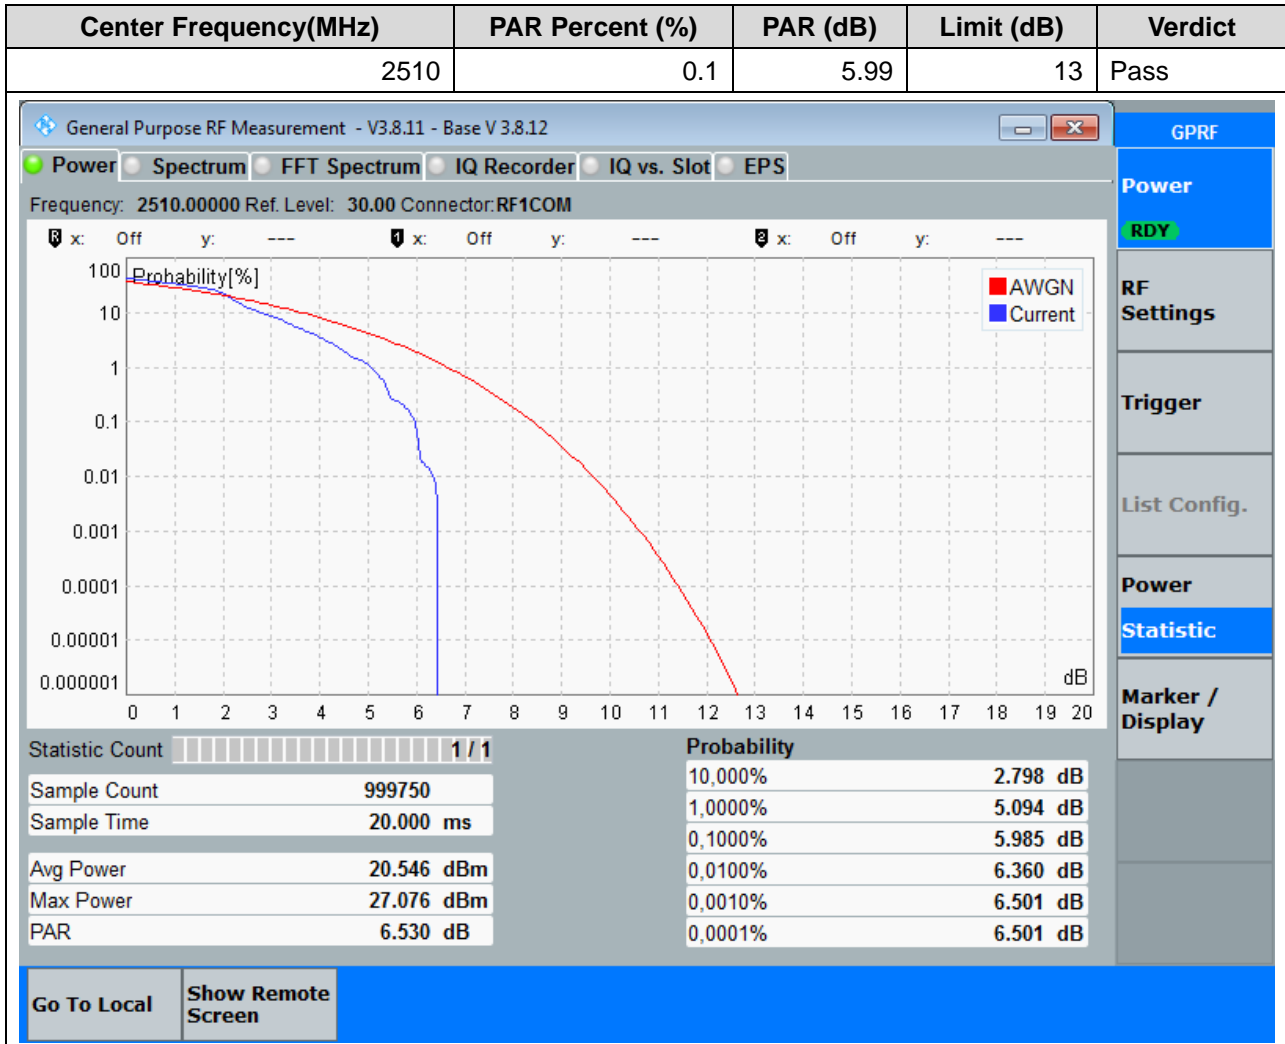 Center Frequency(MHz) PAR Percent (%) PAR (dB) Limit (dB) Verdict
2510 0.1 5.99 13 Pass
General Purpose RF Measurement - V3.8.11 - Base V 3.8.12
GPRF
Power Spectrum FFT Spectrum IQ Recorder IQ vs. Slot EPS
Power
RDY
Frequency: 2510.00000 Ref. Level: 30.00 Connector: RF1COM
R x: Off y: --- 1 x: Off y: --- 2 x: Off y: ---
Probability[%]
AWGN
Current
100
10
1
0.1
0.01
0.001
0.0001
0.00001
0.000001
dB
0 1 2 3 4 5 6 7 8 9 10 11 12 13 14 15 16 17 18 19 20
RF
Settings
Trigger
List Config.
Power
Statistic
Marker /
Display
Statistic Count 1 / 1
Sample Count 999750
Sample Time 20.000 ms
Avg Power 20.546 dBm
Max Power 27.076 dBm
PAR 6.530 dB
Probability
10,000% 2.798 dB
1,0000% 5.094 dB
0,1000% 5.985 dB
0,0100% 6.360 dB
0,0010% 6.501 dB
0,0001% 6.501 dB
Go To Local
Show Remote
Screen